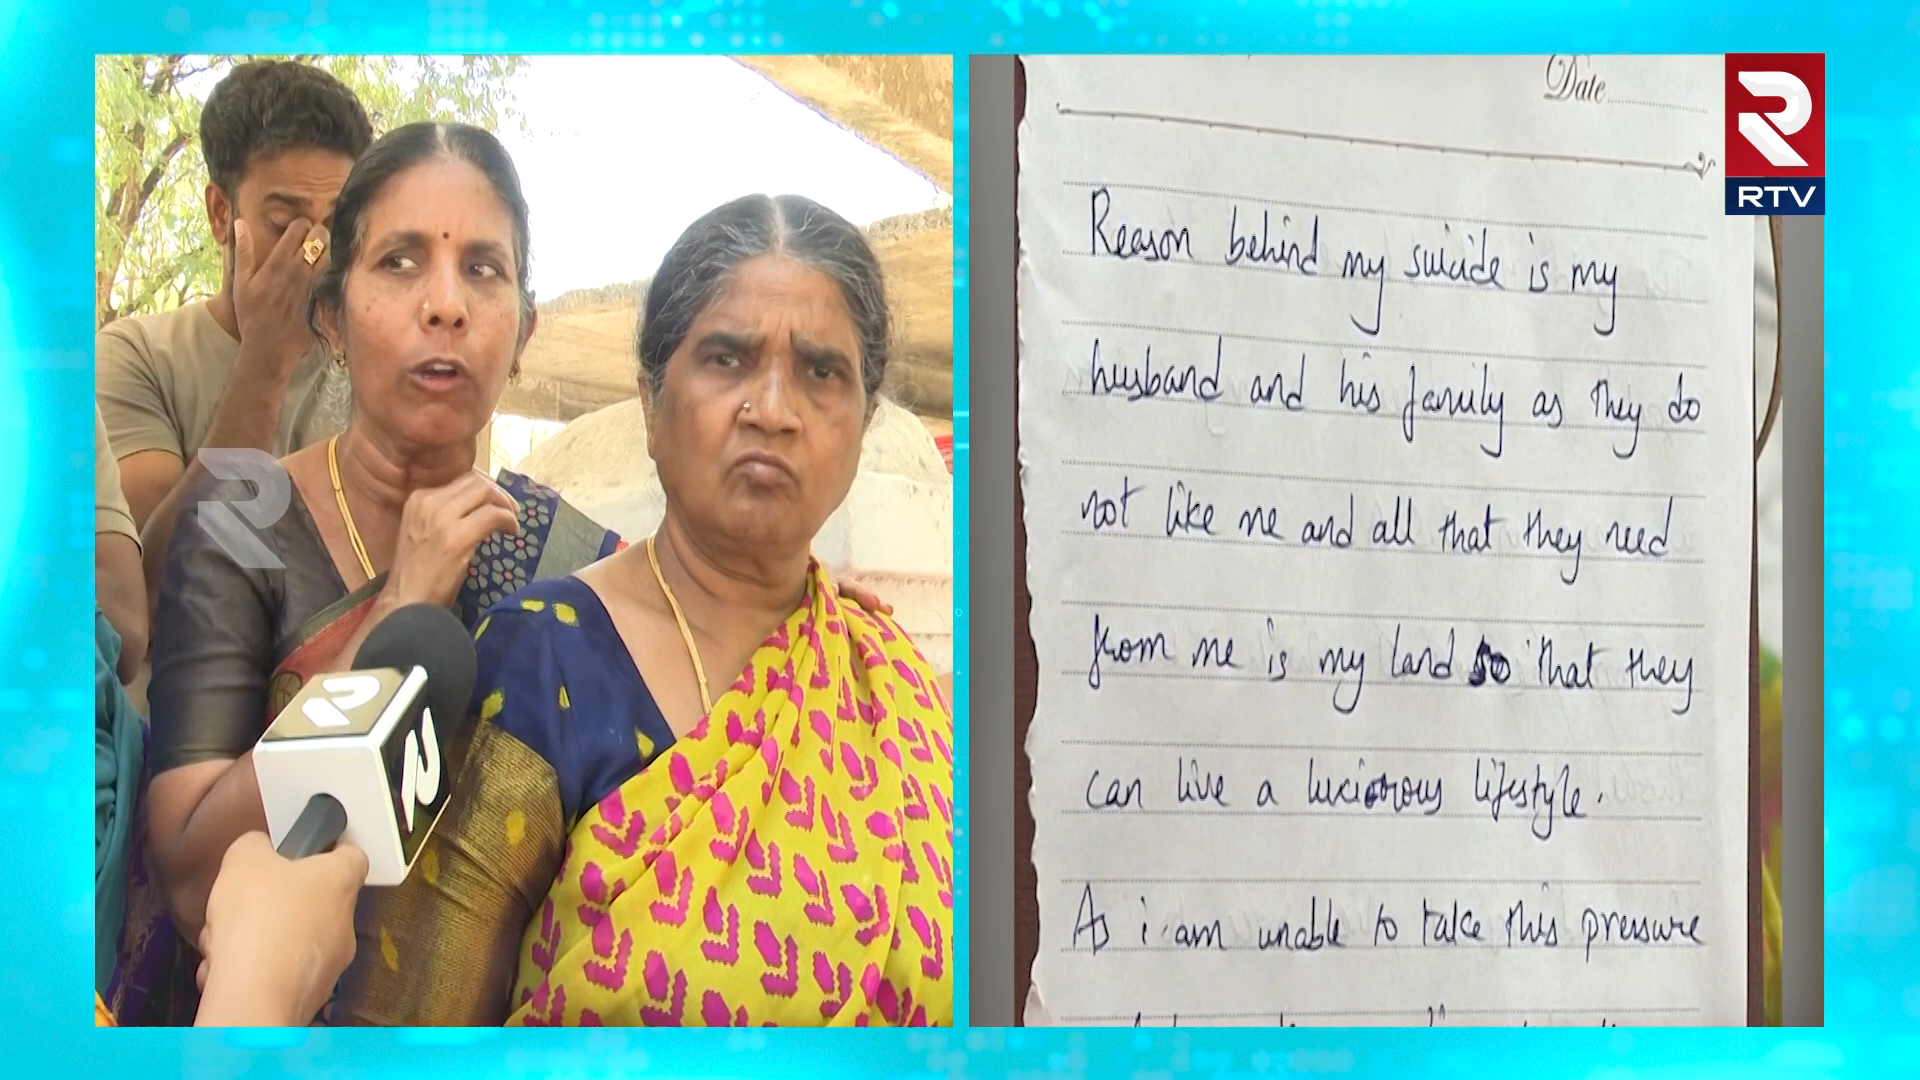 Date
RTV
Reason behind my suicide is my
husband and his family as they do
not like me and all that they need
from me is my land so that they
can live a lifestyle.
As i am unable to take this pressure